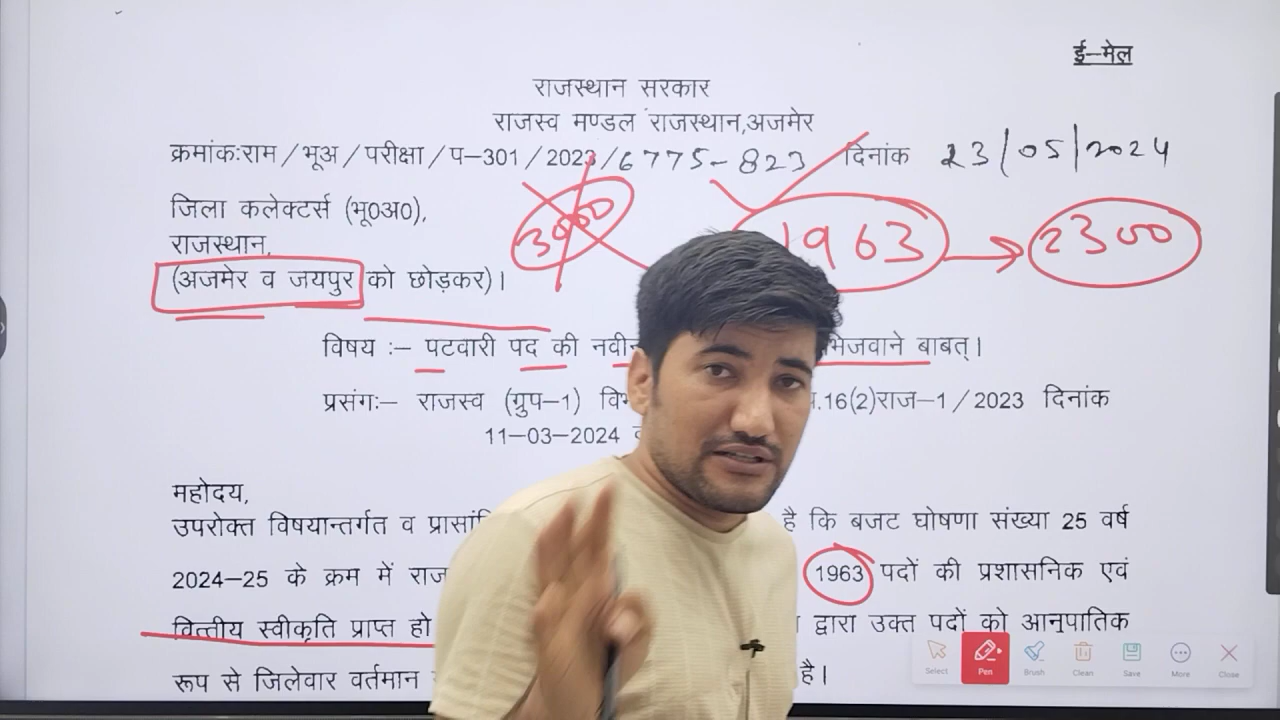 ई–मेल
राजस्थान सरकार
राजस्व मण्डल राजस्थान,अजमेर
क्रमांक:राम/भूअ/परीक्षा/प–301/2023/6775-823 दिनांक 23/05/2024
जिला कलेक्टर्स (भू0अ0),
3000 1963 → 2300
राजस्थान,
(अजमेर व जयपुर को छोड़कर)।
विषय :– पटवारी पद की भिजवाने बाबत्।
प्रसंगः– राजस्व (ग्रुप–1) .16(2)राज–1/2023 दिनांक
11–03–2024
महोदय,
उपरोक्त विषयान्तर्गत व है कि बजट घोषणा संख्या 25 वर्ष
2024–25 के क्रम में 1963 पदों की प्रशासनिक एवं
वित्तीय स्वीकृति प्राप्त हो द्वारा उक्त पदों को आनुपातिक
रूप से जिलेवार वर्तमान है।
Select Pen Brush Clean Save More Close